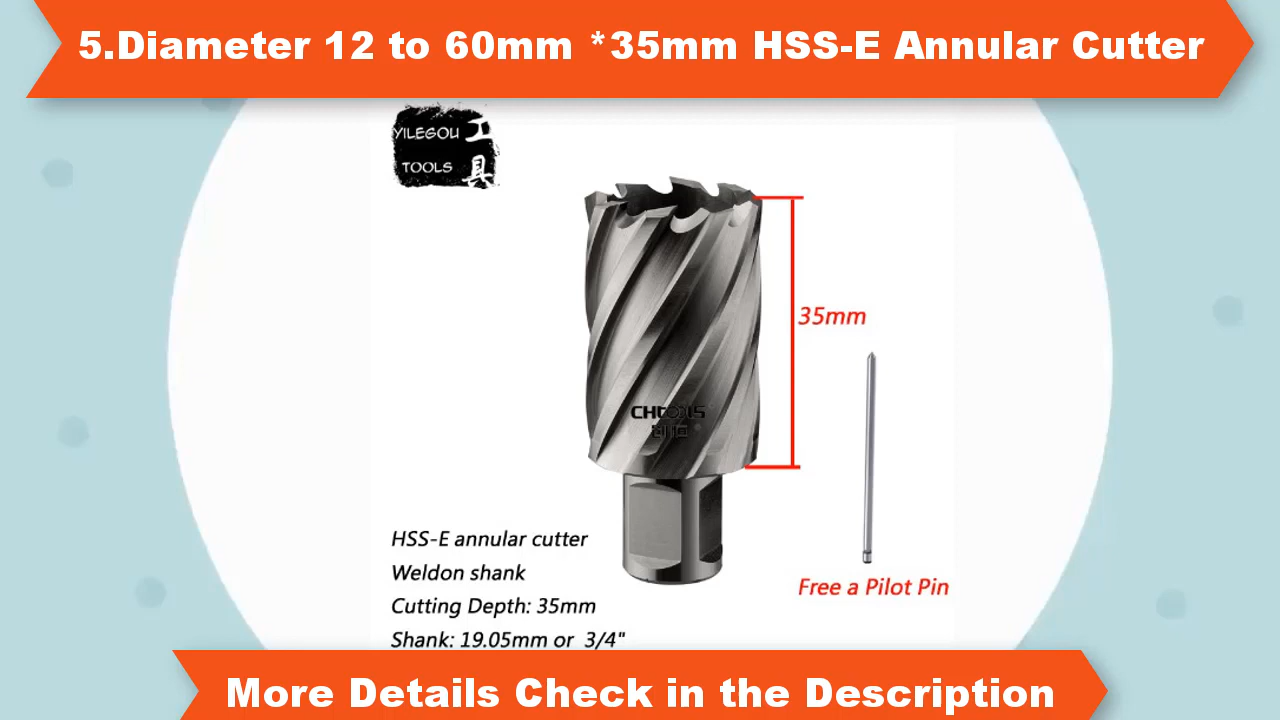 5.Diameter 12 to 60mm *35mm HSS-E Annular Cutter
YILEGOU 工
TOOLS 具
35mm
CHtools
HSS-E annular cutter
Weldon shank
Cutting Depth: 35mm
Shank: 19.05mm or 3/4"
Free a Pilot Pin
More Details Check in the Description